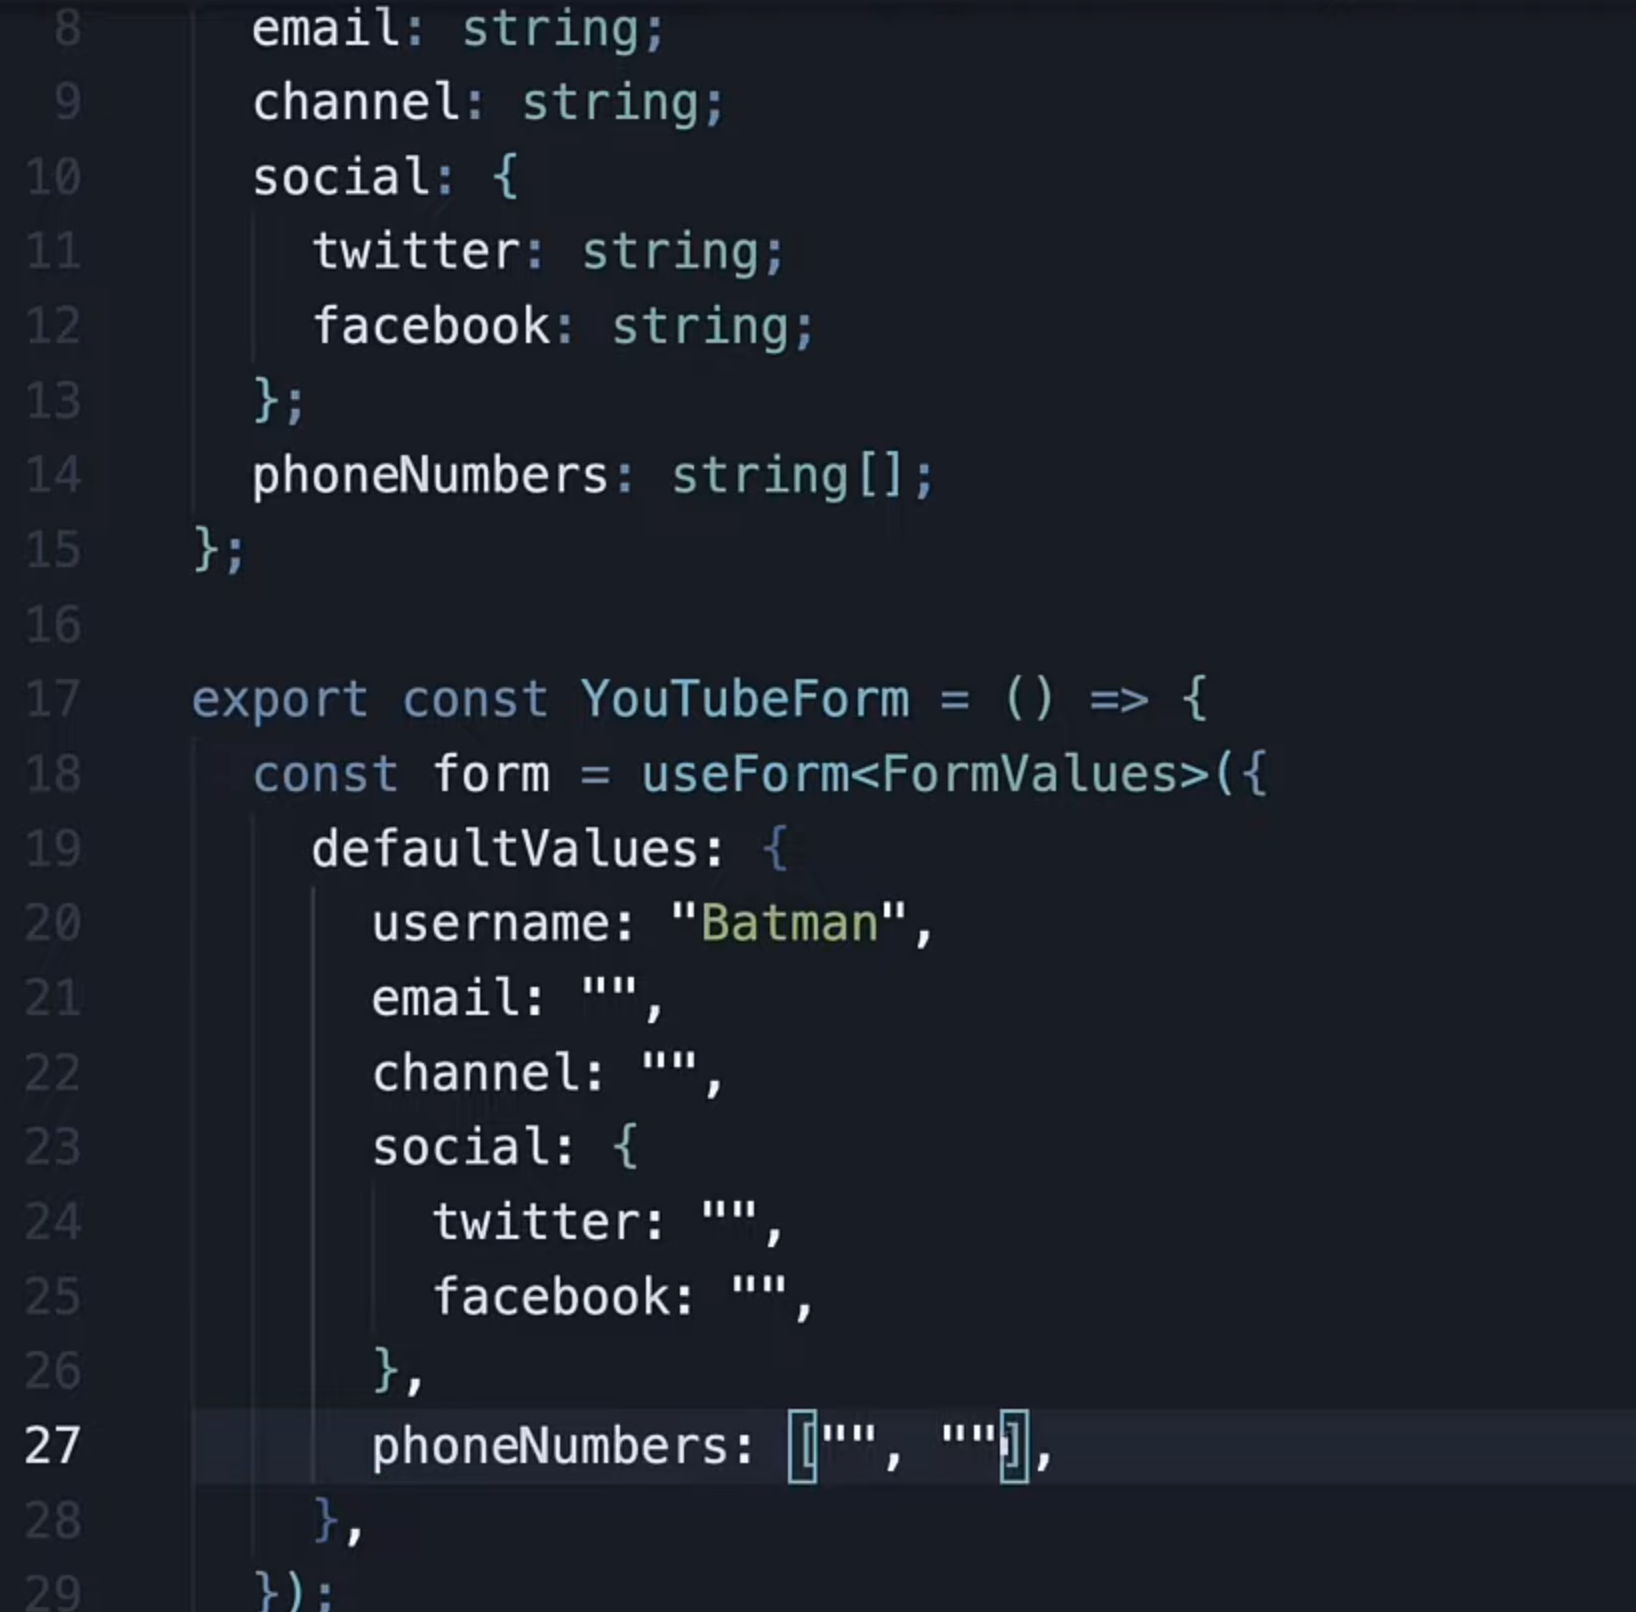 8 email: string;
9 channel: string;
10 social: {
11 twitter: string;
12 facebook: string;
13 };
14 phoneNumbers: string[];
15 };
16
17 export const YouTubeForm = () => {
18 const form = useForm<FormValues>({
19 defaultValues: {
20 username: "Batman",
21 email: "",
22 channel: "",
23 social: {
24 twitter: "",
25 facebook: "",
26 },
27 phoneNumbers: ["", ""],
28 },
29 });